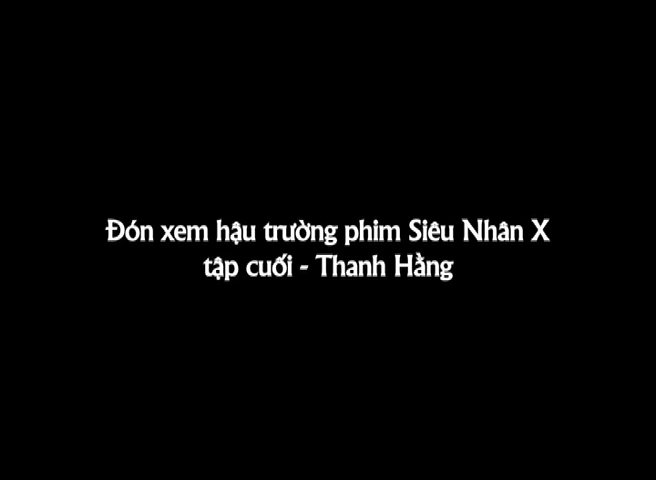 Đón xem hậu trường phim Siêu Nhân X
tập cuối - Thanh Hằng